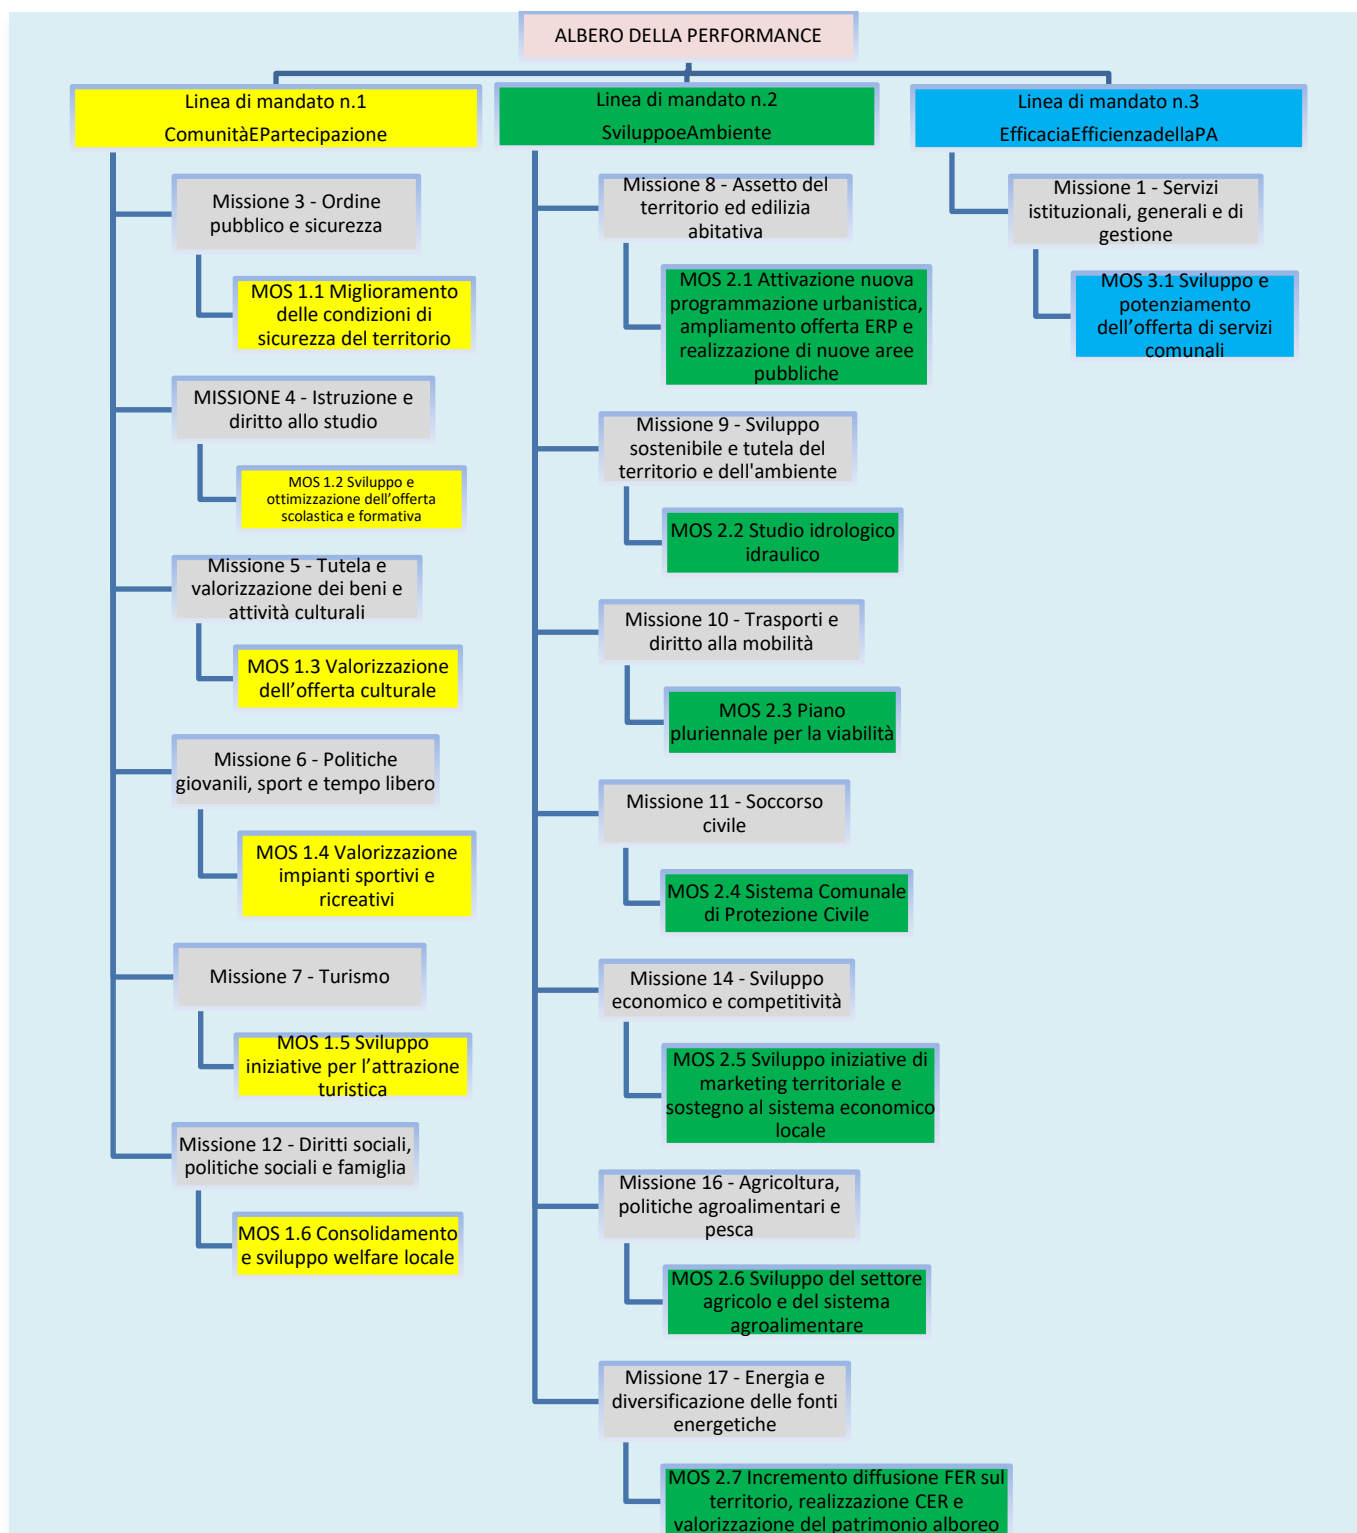 ALBERO DELLA PERFORMANCE
Linea di mandato n.1
ComunitàEPartecipazione
Missione 3 - Ordine
pubblico e sicurezza
MOS 1.1 Miglioramento
delle condizioni di
sicurezza del territorio
MISSIONE 4 - Istruzione e
diritto allo studio
MOS 1.2 Sviluppo e
ottimizzazione dell'offerta
scolastica e formativa
Missione 5 - Tutela e
valorizzazione dei beni e
attività culturali
MOS 1.3 Valorizzazione
dell'offerta culturale
Missione 6 - Politiche
giovanili, sport e tempo libero
MOS 1.4 Valorizzazione
impianti sportivi e
ricreativi
Missione 7 - Turismo
MOS 1.5 Sviluppo
iniziative per l'attrazione
turistica
Missione 12 - Diritti sociali,
politiche sociali e famiglia
MOS 1.6 Consolidamento
e sviluppo welfare locale
Linea di mandato n.2
SviluppoeAmbiente
Missione 8 - Assetto del
territorio ed edilizia
abitativa
MOS 2.1 Attivazione nuova
programmazione urbanistica,
ampliamento offerta ERP e
realizzazione di nuove aree
pubbliche
Missione 9 - Sviluppo
sostenibile e tutela del
territorio e dell'ambiente
MOS 2.2 Studio idrologico
idraulico
Missione 10 - Trasporti e
diritto alla mobilità
MOS 2.3 Piano
pluriennale per la viabilità
Missione 11 - Soccorso
civile
MOS 2.4 Sistema Comunale
di Protezione Civile
Missione 14 - Sviluppo
economico e competitività
MOS 2.5 Sviluppo iniziative di
marketing territoriale e
sostegno al sistema economico
locale
Missione 16 - Agricoltura,
politiche agroalimentari e
pesca
MOS 2.6 Sviluppo del settore
agricolo e del sistema
agroalimentare
Missione 17 - Energia e
diversificazione delle fonti
energetiche
MOS 2.7 Incremento diffusione FER sul
territorio, realizzazione CER e
valorizzazione del patrimonio alboreo
Linea di mandato n.3
EfficaciaEfficienzadellaPA
Missione 1 - Servizi
istituzionali, generali e di
gestione
MOS 3.1 Sviluppo e
potenziamento
dell'offerta di servizi
comunali